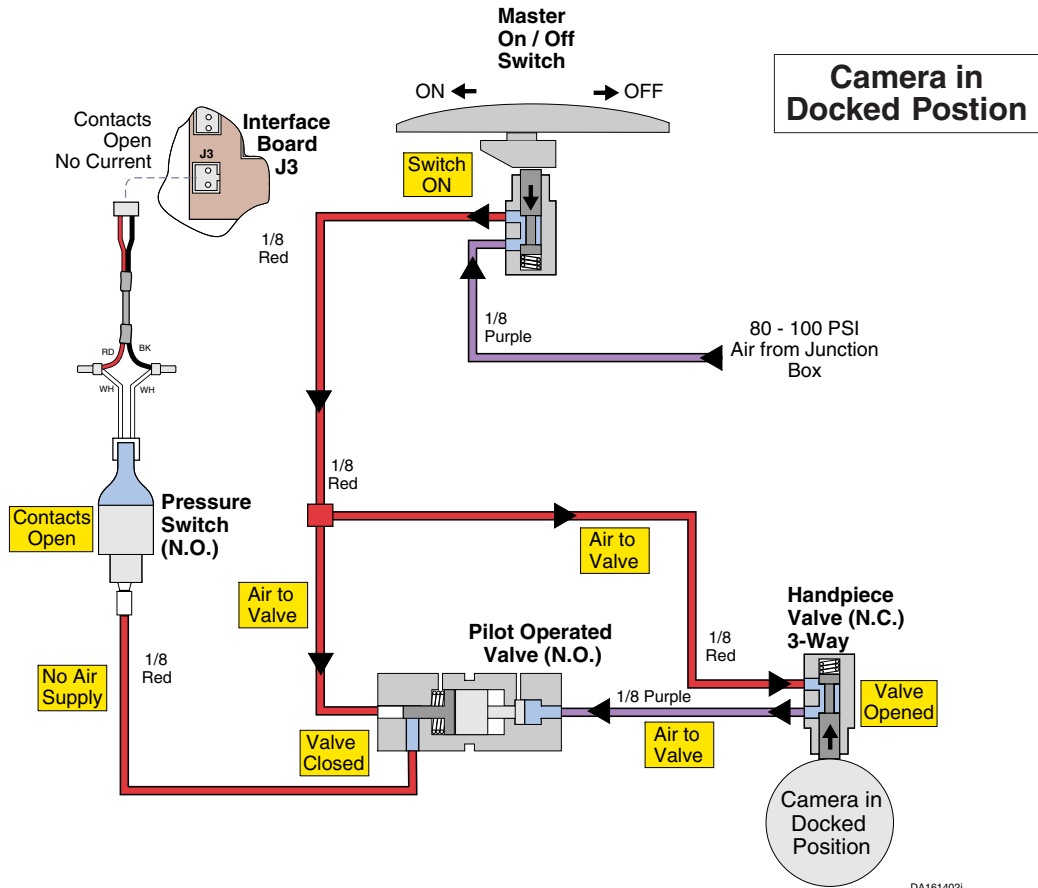 Master
On / Off
Switch
ON
OFF
Camera in
Docked Postion
Contacts
Open
No Current
Interface
Board
J3
J3
Switch
ON
1/8
Red
1/8
Purple
80 - 100 PSI
Air from Junction
Box
RD
BK
WH
WH
1/8
Red
Pressure
Switch
(N.O.)
Contacts
Open
Air to
Valve
Air to
Valve
Handpiece
Valve (N.C.)
3-Way
Pilot Operated
Valve (N.O.)
1/8
Red
1/8
Red
No Air
Supply
1/8 Purple
Valve
Opened
Valve
Closed
Air to
Valve
Camera in
Docked
Position
DA161402i